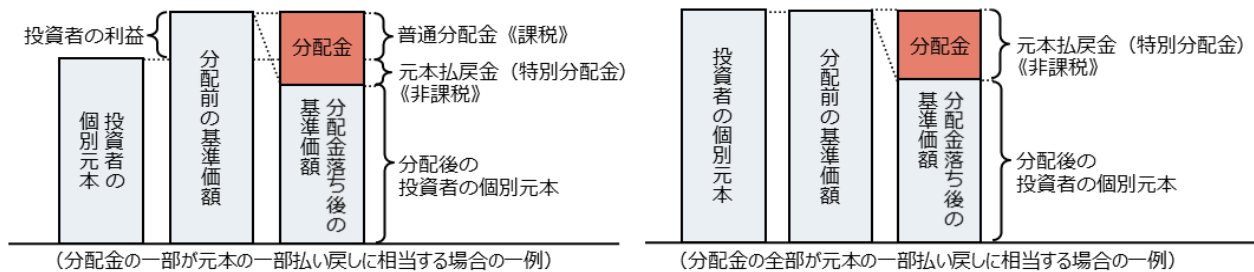 投資者の利益
投資者の
個別元本
分配前の基準価額
分配金
分配金落ち後の
基準価額
普通分配金《課税》
元本払戻金（特別分配金）
《非課税》
分配後の
投資者の個別元本
（分配金の一部が元本の一部払い戻しに相当する場合の一例）
投資者の個別元本
分配前の基準価額
分配金
分配金落ち後の
基準価額
元本払戻金（特別分配金）
《非課税》
分配後の
投資者の個別元本
（分配金の全部が元本の一部払い戻しに相当する場合の一例）